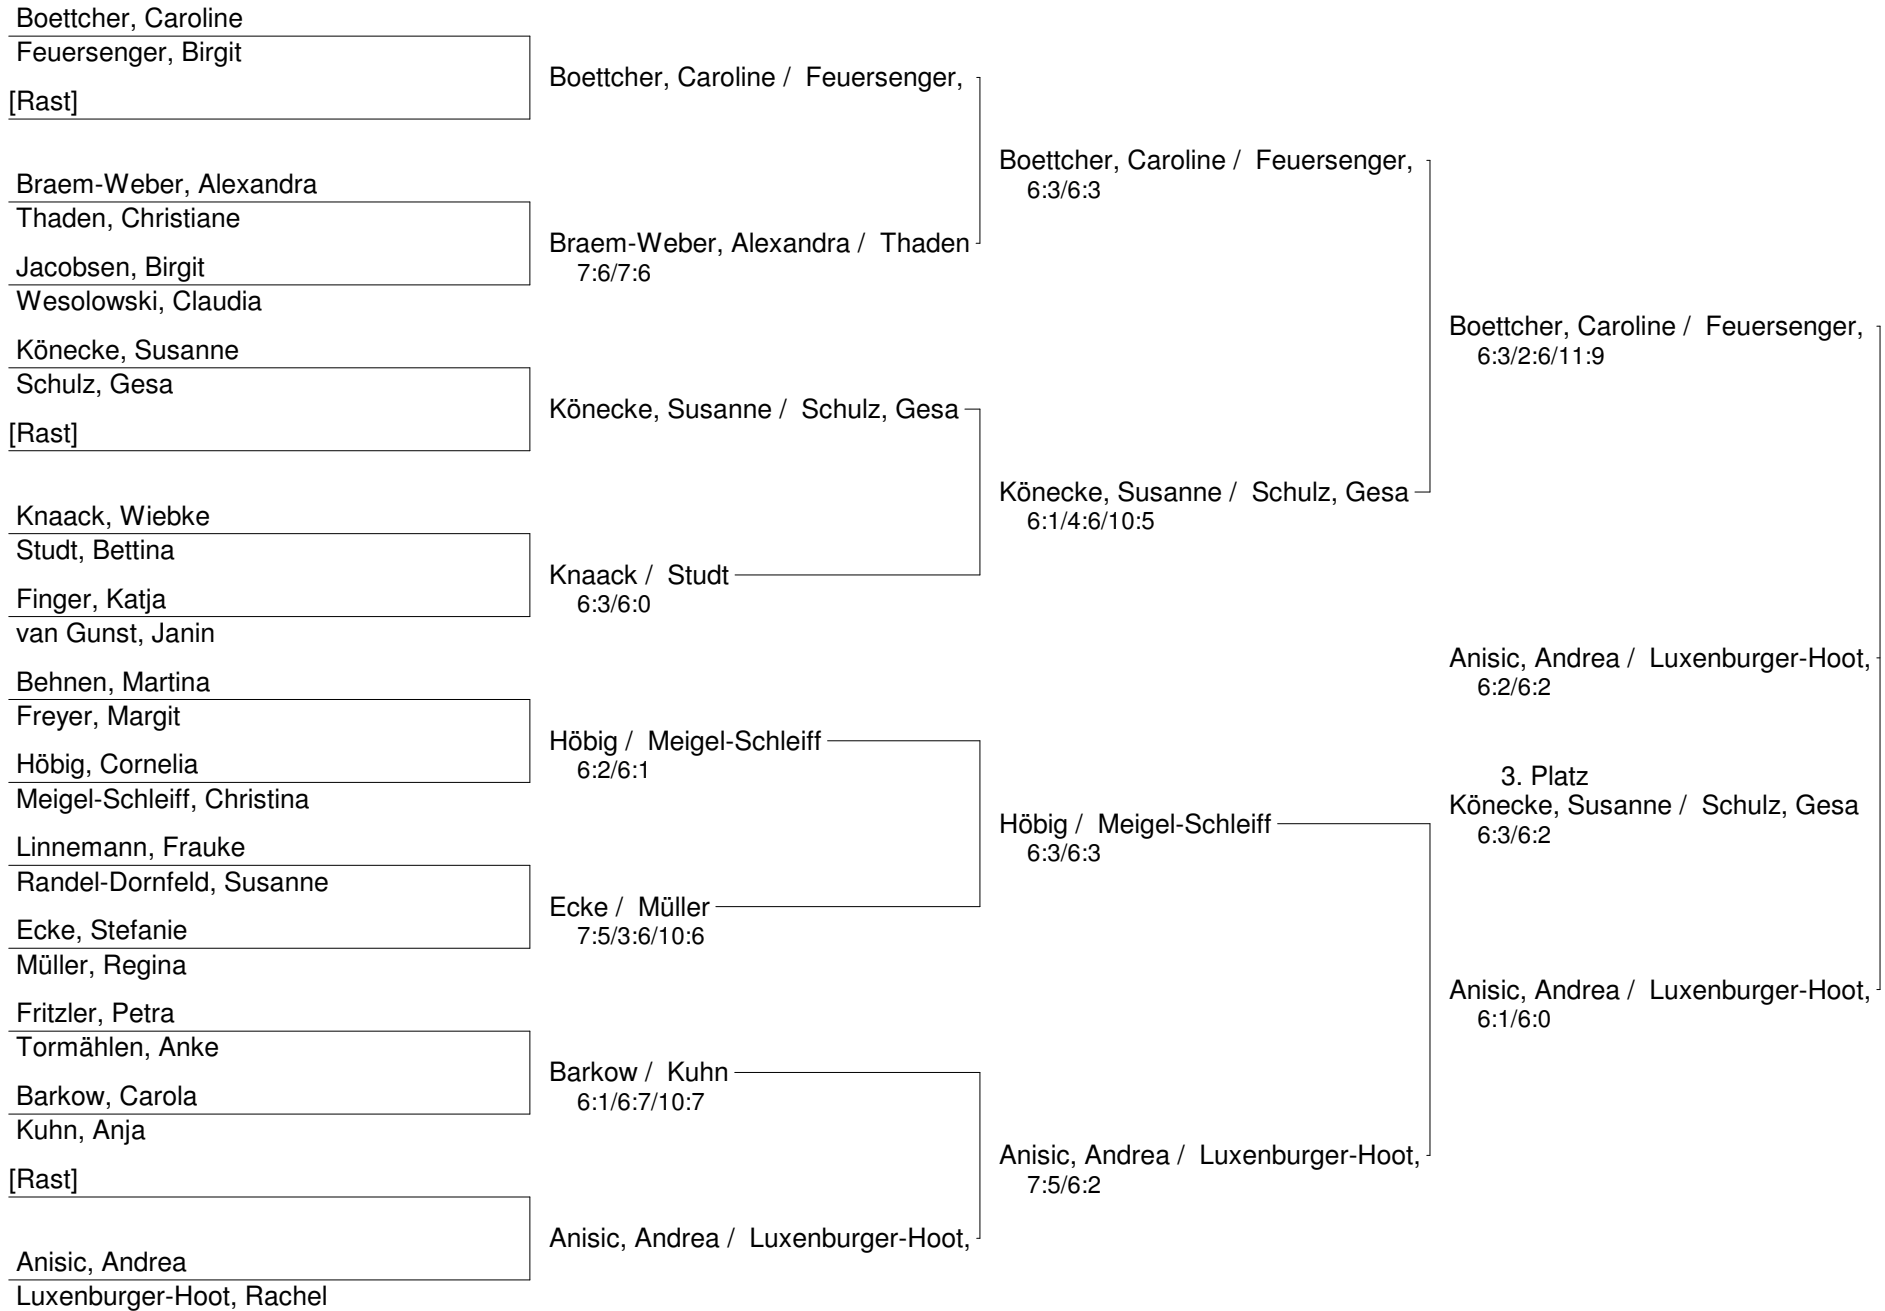 Boettcher, Caroline
Feuersenger, Birgit
[Rast]
Braem-Weber, Alexandra
Thaden, Christiane
Jacobsen, Birgit
Wesolowski, Claudia
Könecke, Susanne
Schulz, Gesa
[Rast]
Knaack, Wiebke
Studt, Bettina
Finger, Katja
van Gunst, Janin
Behnen, Martina
Freyer, Margit
Höbig, Cornelia
Meigel-Schleiff, Christina
Linnemann, Frauke
Randel-Dornfeld, Susanne
Ecke, Stefanie
Müller, Regina
Fritzler, Petra
Tormählen, Anke
Barkow, Carola
Kuhn, Anja
[Rast]
Anisic, Andrea
Luxenburger-Hoot, Rachel
Boettcher, Caroline / Feuersenger,
Braem-Weber, Alexandra / Thaden
7:6/7:6
Könecke, Susanne / Schulz, Gesa
Knaack / Studt
6:3/6:0
Höbig / Meigel-Schleiff
6:2/6:1
Ecke / Müller
7:5/3:6/10:6
Barkow / Kuhn
6:1/6:7/10:7
Anisic, Andrea / Luxenburger-Hoot,
Boettcher, Caroline / Feuersenger,
6:3/6:3
Könecke, Susanne / Schulz, Gesa
6:1/4:6/10:5
Höbig / Meigel-Schleiff
6:3/6:3
Anisic, Andrea / Luxenburger-Hoot,
7:5/6:2
Boettcher, Caroline / Feuersenger,
6:3/2:6/11:9
Anisic, Andrea / Luxenburger-Hoot,
6:2/6:2
3. Platz
Könecke, Susanne / Schulz, Gesa
6:3/6:2
Anisic, Andrea / Luxenburger-Hoot,
6:1/6:0